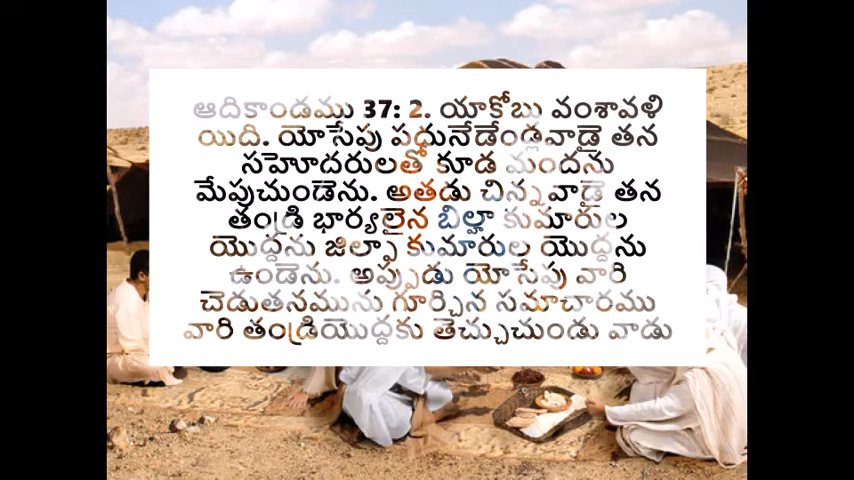 ఆదికాండము 37: 2. యాకోబు వంశావళి
యిది. యోసేపు పదునేడేండ్లవాడై తన
సహెూదరులతో కూడ మందను
మేపుచుండెను. అతడు చిన్నవాడై తన
తండ్రి భార్యలైన బిల్హా కుమారుల
యొద్దను జిల్పా కుమారుల యొద్దను
ఉండెను. అప్పుడు యోసేపు వారి
చెడుతనమును గూర్చిన సమాచారము
వారి తండ్రియొద్దకు తెచ్చుచుండు వాడు